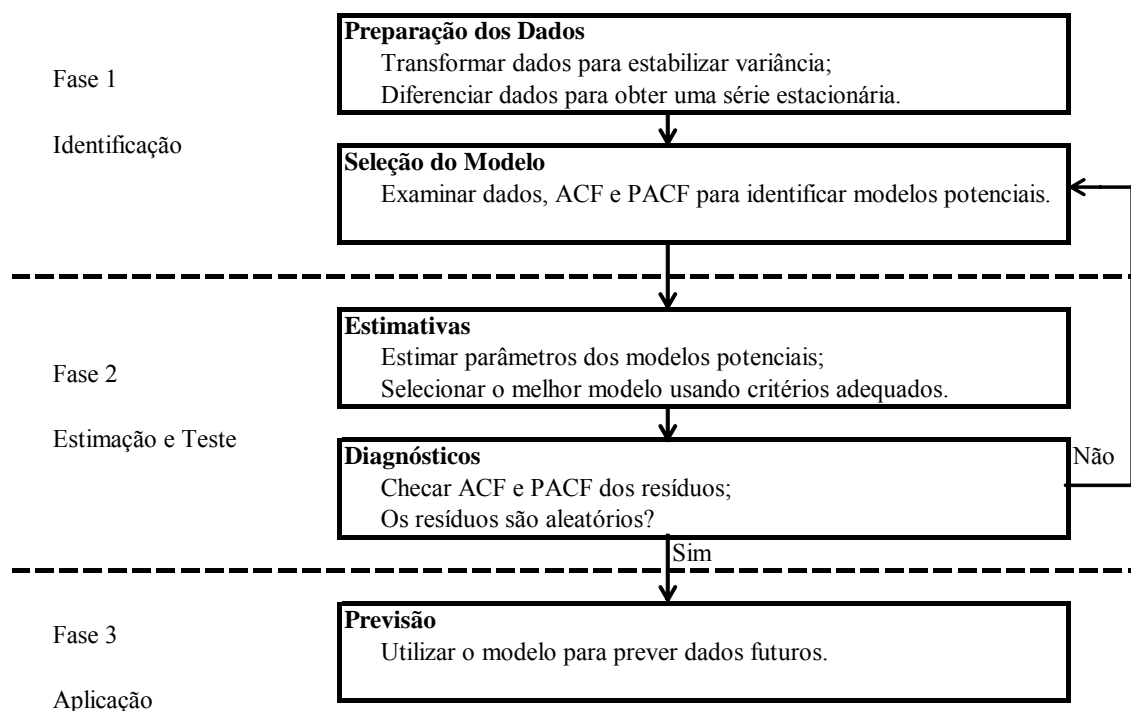 Preparação dos Dados
Transformar dados para estabilizar variância;
Fase 1
Diferenciar dados para obter uma série estacionária.
Identificação
Seleção do Modelo
Examinar dados, ACF e PACF para identificar modelos potenciais.
Estimativas
Estimar parâmetros dos modelos potenciais;
Fase 2
Selecionar o melhor modelo usando critérios adequados.
Estimação e Teste
Diagnósticos
Não
Checar ACF e PACF dos resíduos;
Os resíduos são aleatórios?
Sim
Previsão
Fase 3
Utilizar o modelo para prever dados futuros.
Aplicação